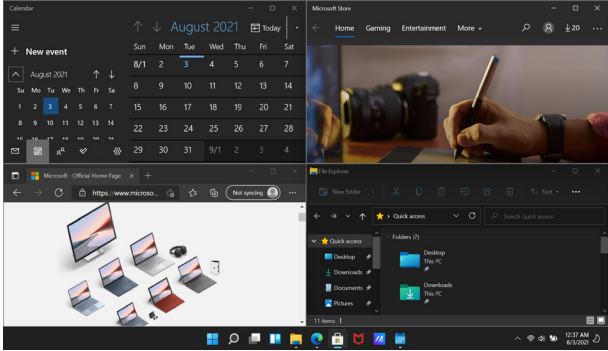 Calendar
August 2021
Today
New event
Sun Mon Tue Wed Thu Fri Sat
8/1 2 3 4 5 6 7
8 9 10 11 12 13 14
15 16 17 18 19 20 21
22 23 24 25 26 27 28
29 30 31 9/1 2 3 4
August 2021
Su Mo Tu We Th Fr Sa
1 2 3 4 5 6 7
8 9 10 11 12 13 14
Microsoft Store
Home Gaming Entertainment More
20
Microsoft - Official Home Page
https://www.microso...
Not syncing
File Explorer
New folder
Sort
Quick access
Search Quick access
Quick access
Desktop
Downloads
Documents
Pictures
Folders (7)
Desktop
This PC
Downloads
This PC
11 items
12:37 AM
8/3/2021